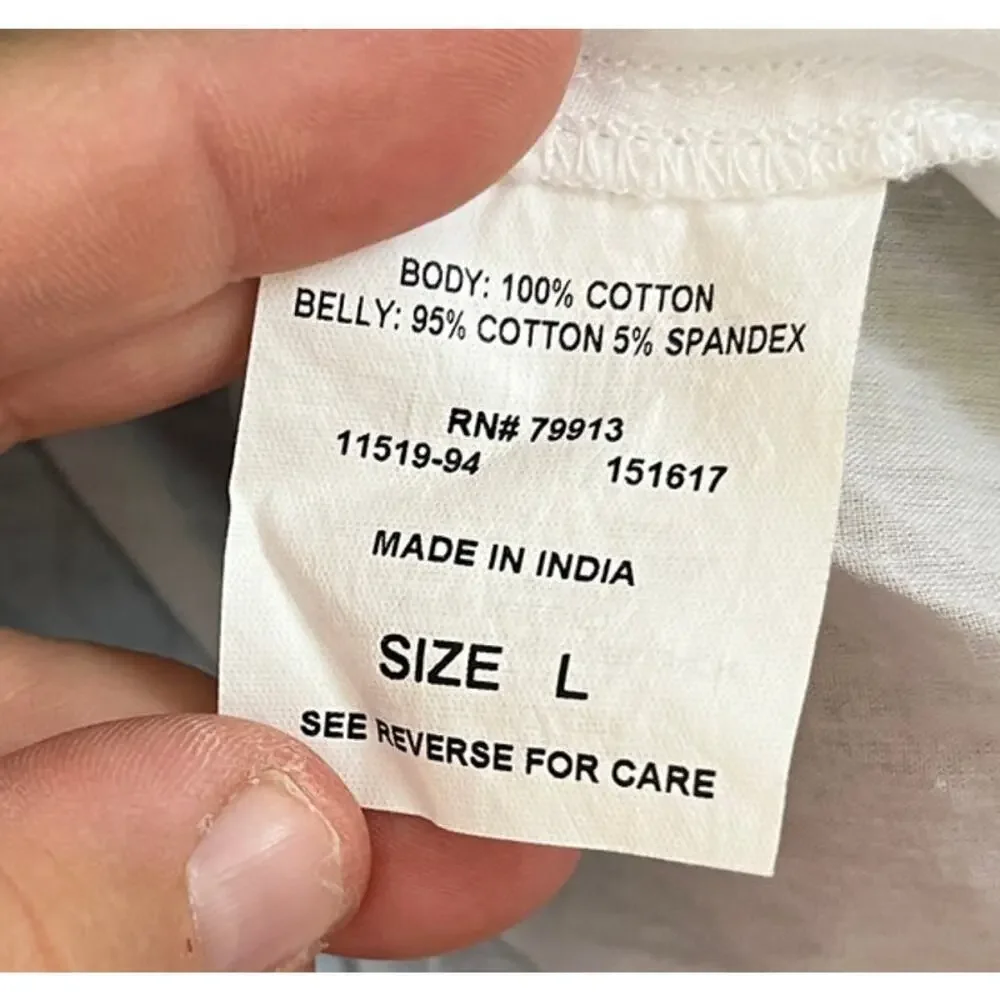 BODY: 100% COTTON
BELLY: 95% COTTON 5% SPANDEX
RN# 79913
11519-94 151617
MADE IN INDIA
SIZE L
SEE REVERSE FOR CARE